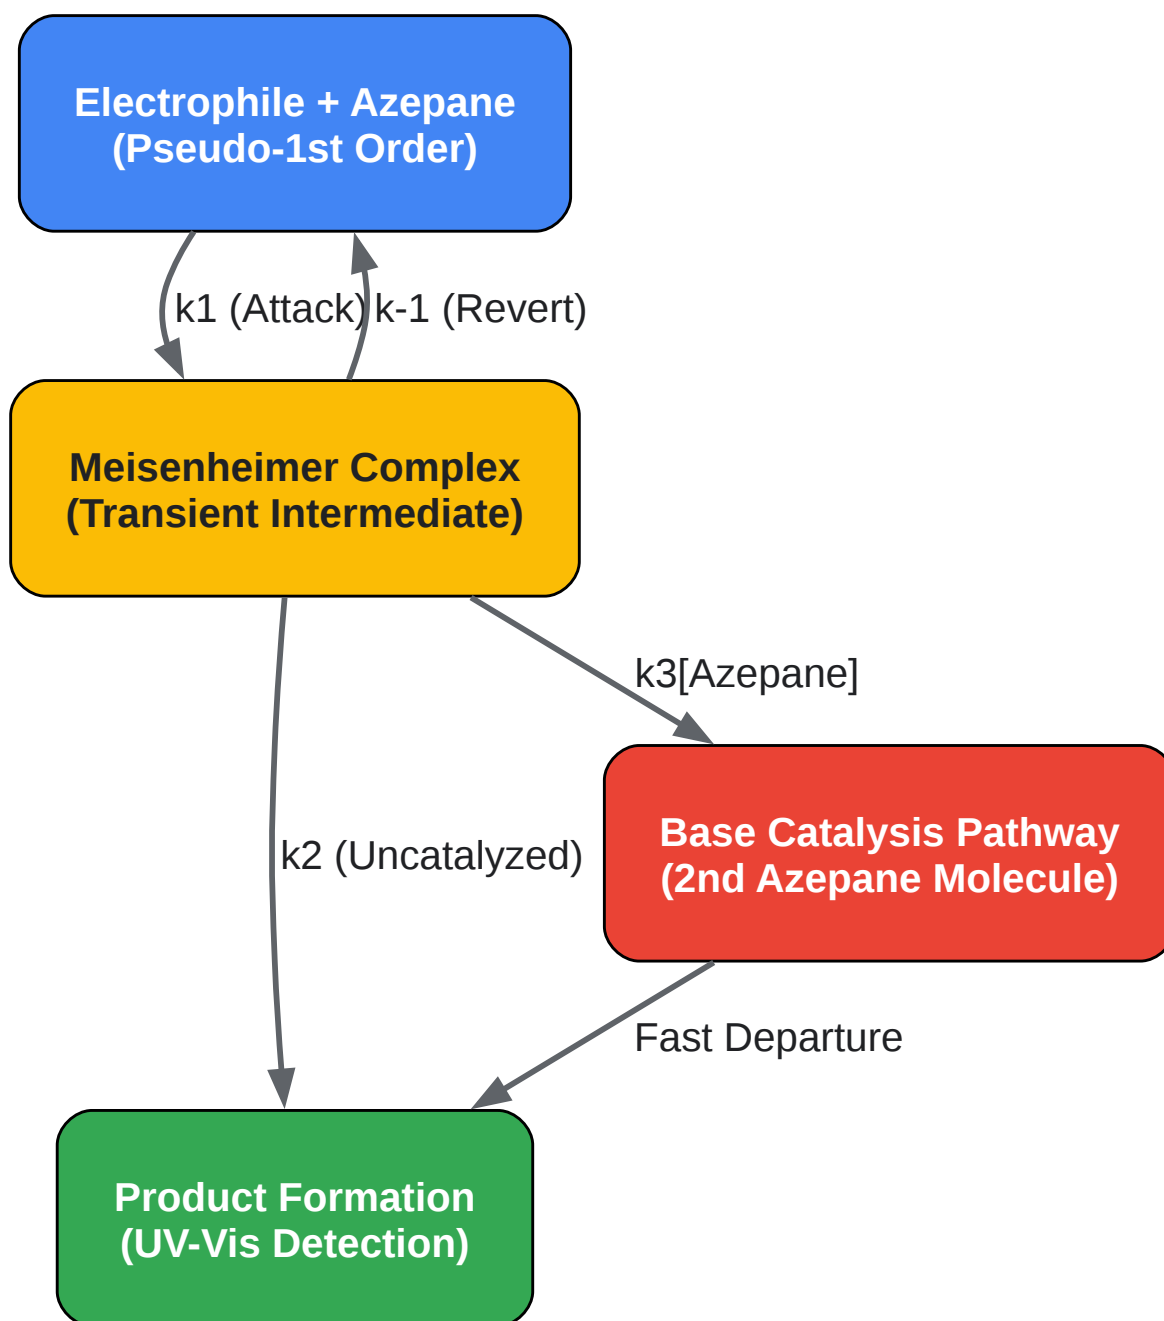 Electrophile + Azepane
(Pseudo-1st Order)
k1 (Attack)
k-1 (Revert)
Meisenheimer Complex
(Transient Intermediate)
k3[Azepane]
Base Catalysis Pathway
(2nd Azepane Molecule)
k2 (Uncatalyzed)
Fast Departure
Product Formation
(UV-Vis Detection)